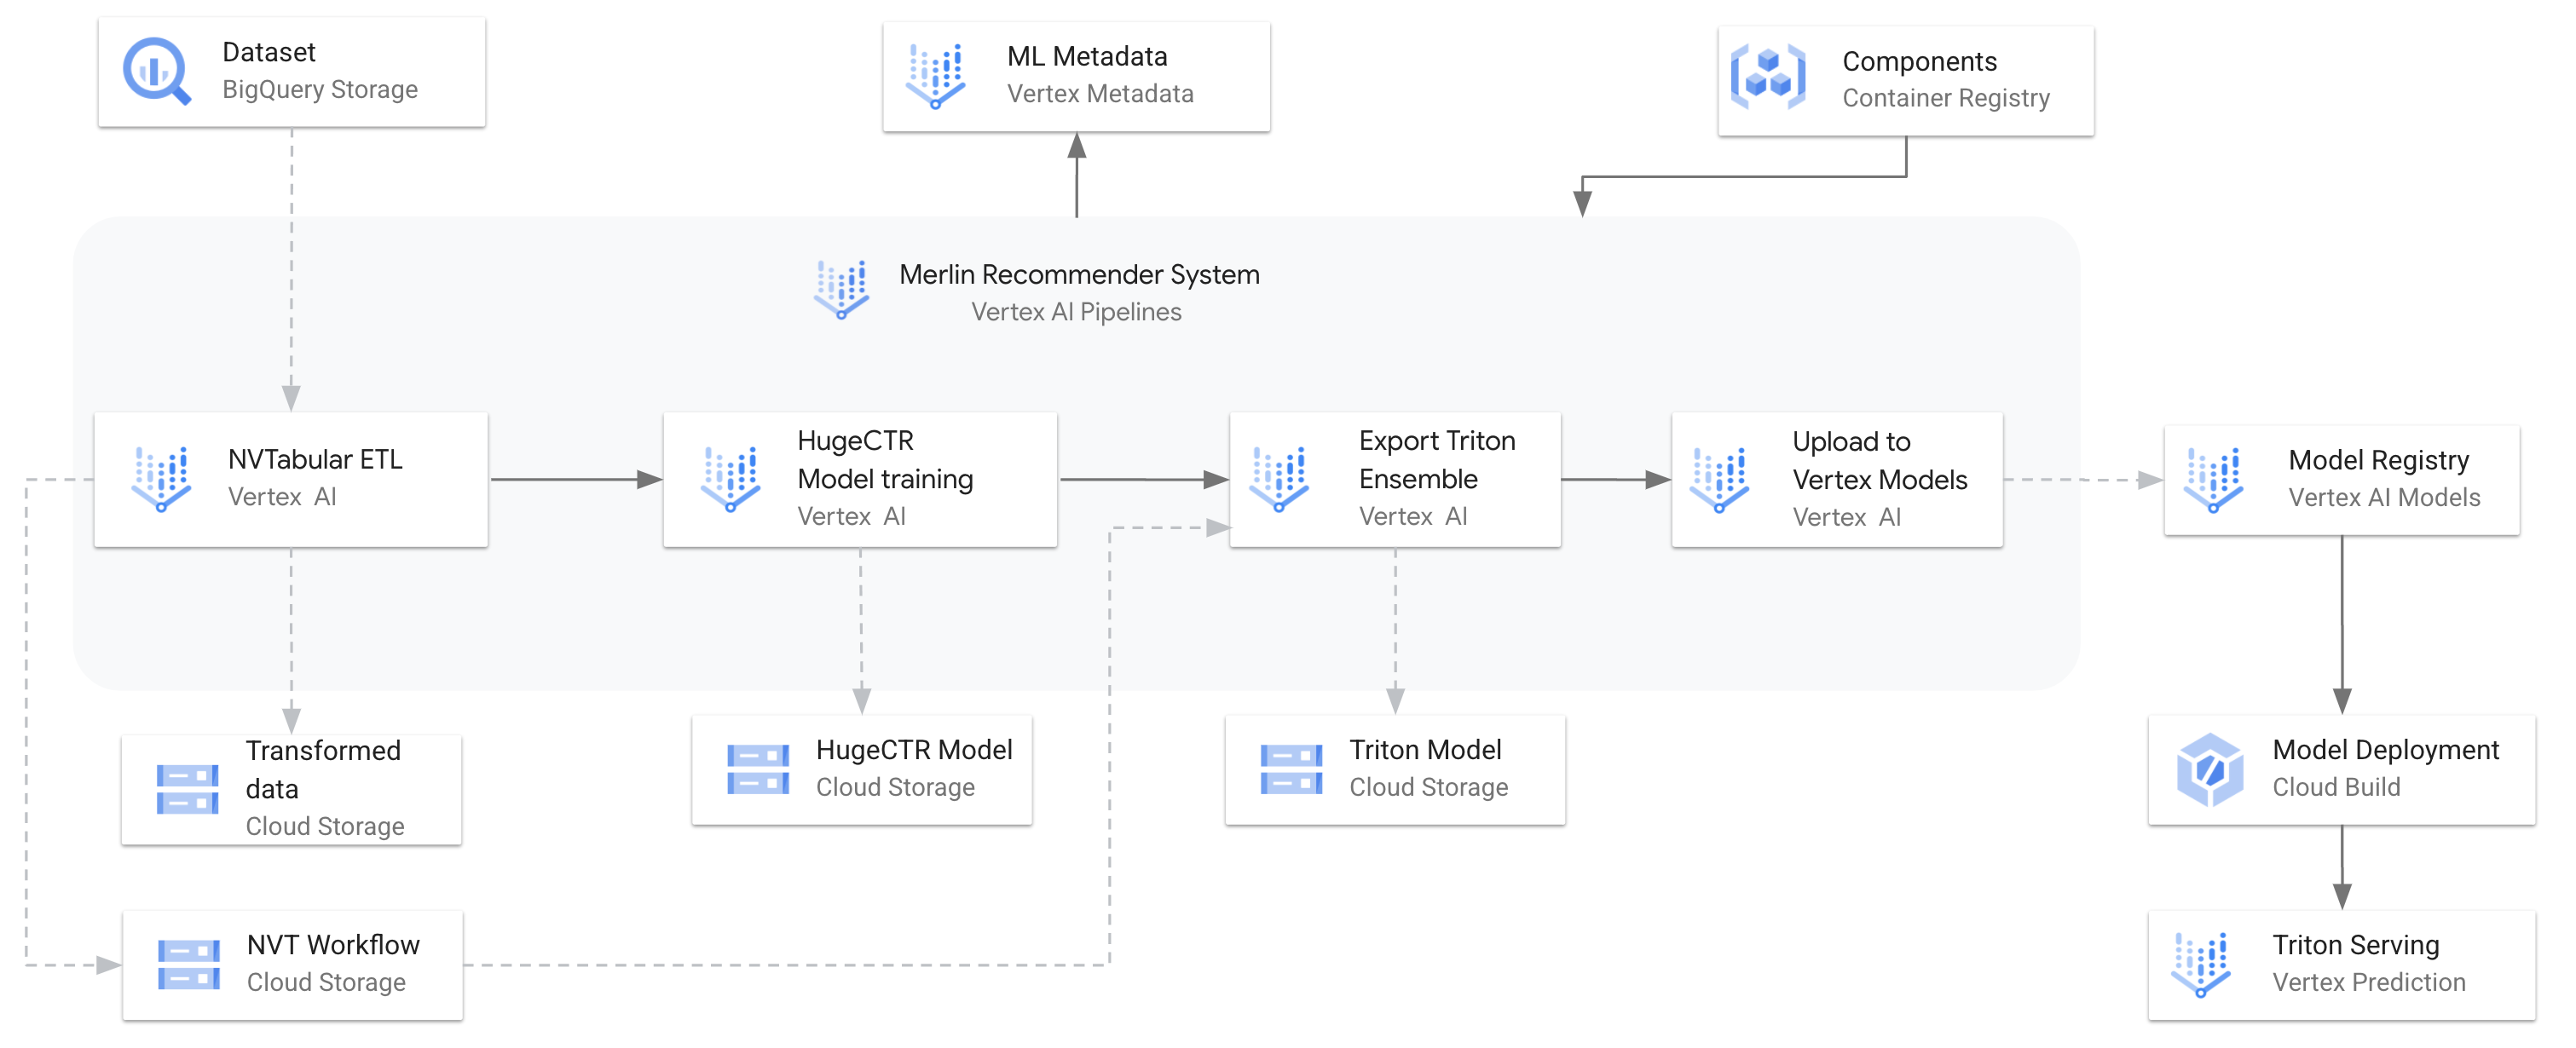 Dataset
BigQuery Storage
ML Metadata
Vertex Metadata
Components
Container Registry
Merlin Recommender System
Vertex AI Pipelines
NVTabular ETL
Vertex AI
HugeCTR
Model training
Vertex AI
Export Triton
Ensemble
Vertex AI
Upload to
Vertex Models
Vertex AI
Model Registry
Vertex AI Models
Transformed
data
Cloud Storage
HugeCTR Model
Cloud Storage
Triton Model
Cloud Storage
Model Deployment
Cloud Build
NVT Workflow
Cloud Storage
Triton Serving
Vertex Prediction